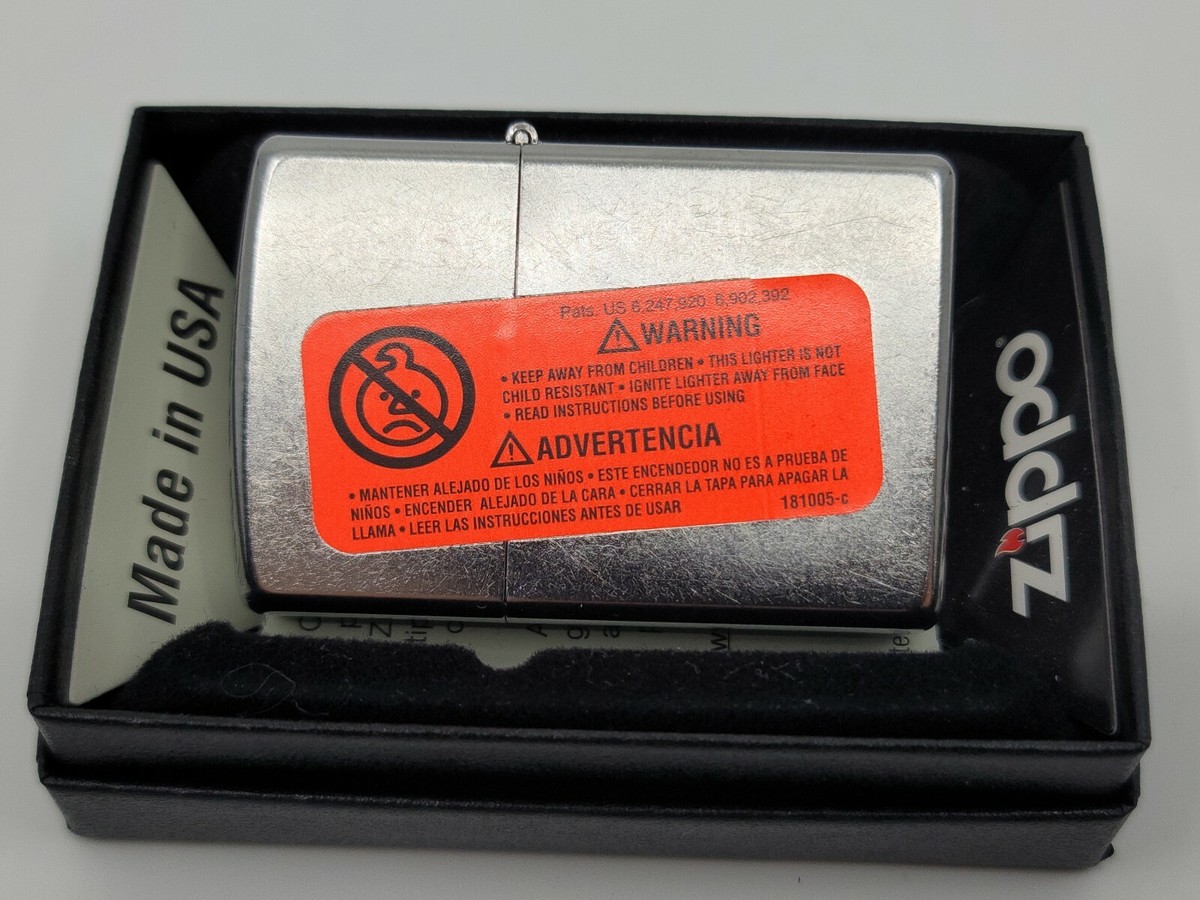 Made in USA
Pats. US 6,247,920 6,902,392
WARNING
• KEEP AWAY FROM CHILDREN • THIS LIGHTER IS NOT
CHILD RESISTANT • IGNITE LIGHTER AWAY FROM FACE
• READ INSTRUCTIONS BEFORE USING
ADVERTENCIA
• MANTENER ALEJADO DE LOS NIÑOS • ESTE ENCENDEDOR NO ES A PRUEBA DE
NIÑOS • ENCENDER ALEJADO DE LA CARA • CERRAR LA TAPA PARA APAGAR LA
LLAMA • LEER LAS INSTRUCCIONES ANTES DE USAR 181005-c
Zippo®